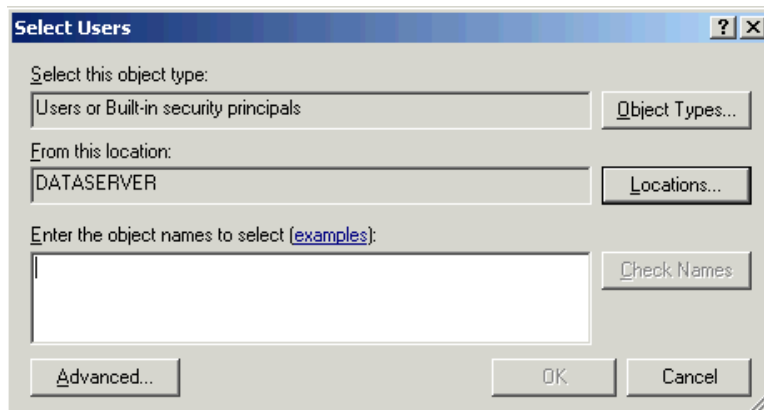 Select Users
Select this object type:
Users or Built-in security principals
Object Types...
From this location:
DATASERVER
Locations...
Enter the object names to select (examples):
Check Names
Advanced...
OK
Cancel